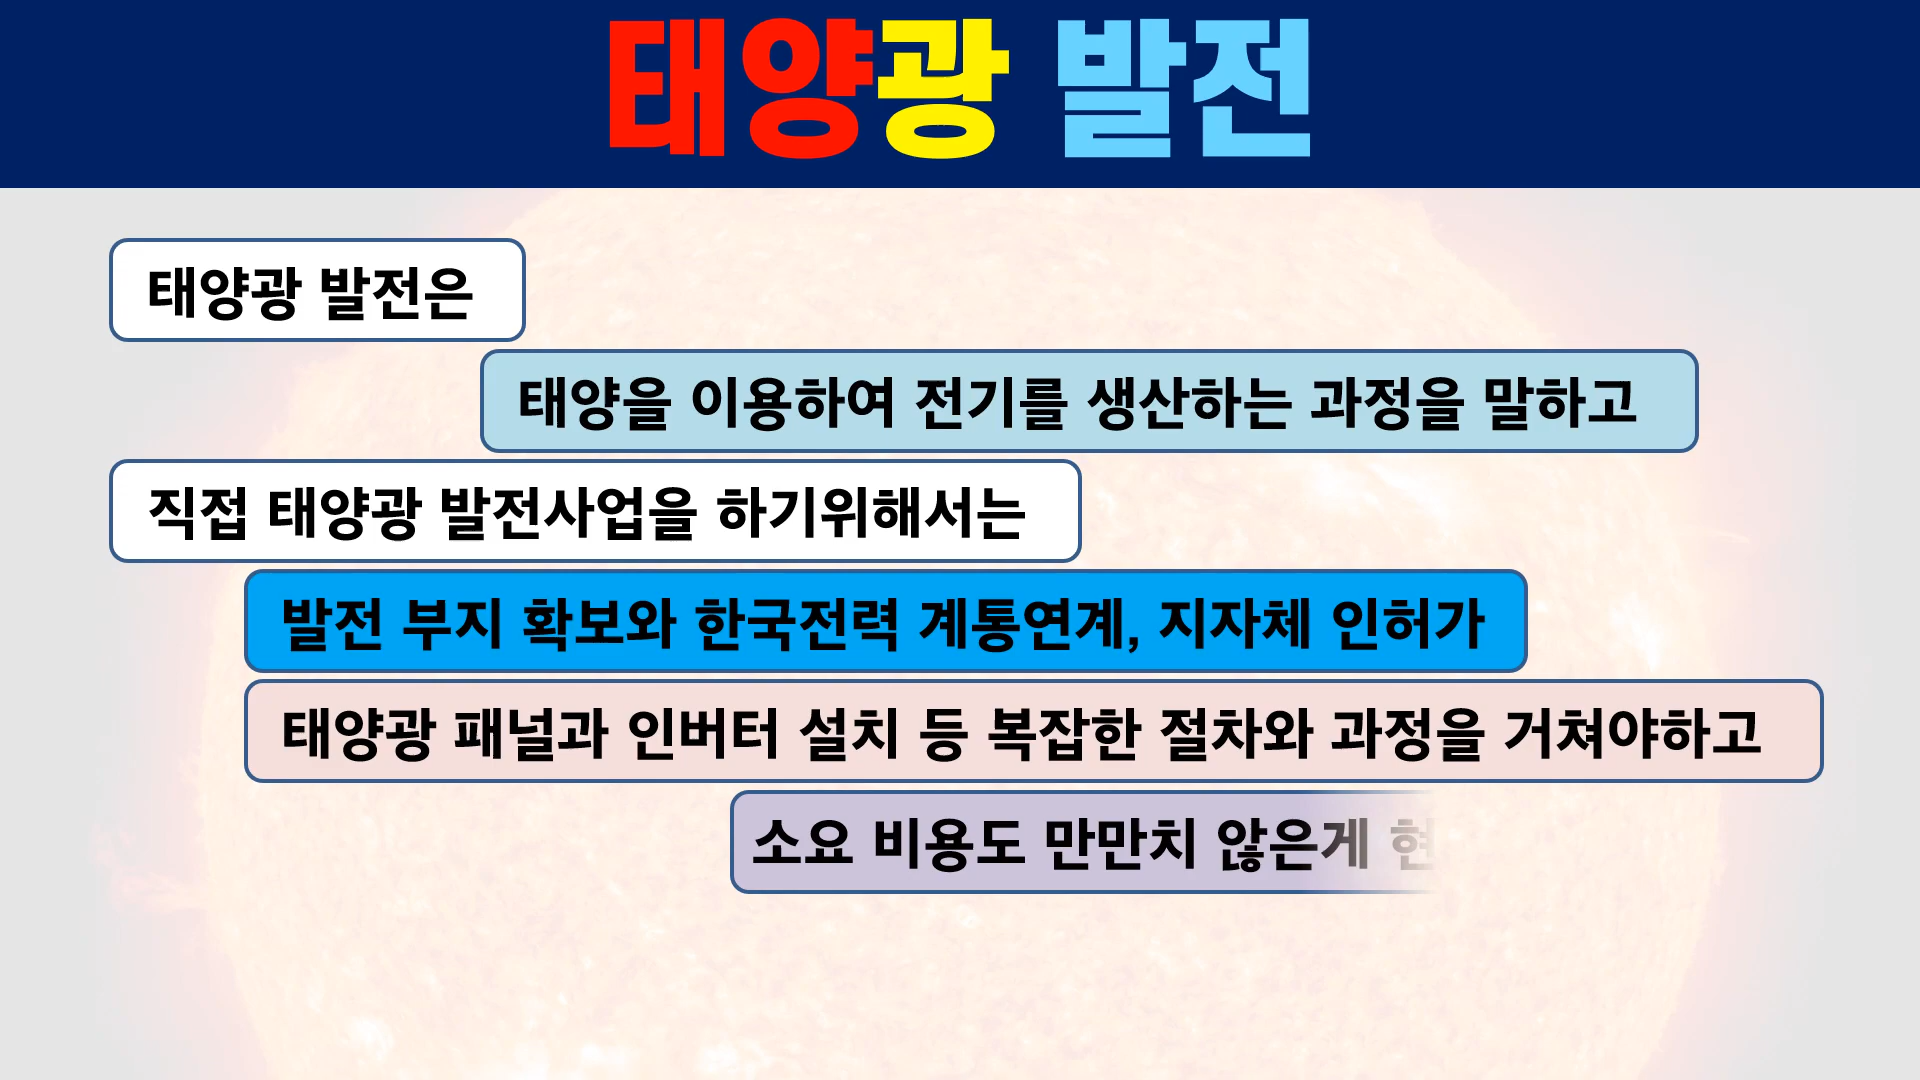 태양광 발전
태양광 발전은
태양을 이용하여 전기를 생산하는 과정을 말하고
직접 태양광 발전사업을 하기위해서는
발전 부지 확보와 한국전력 계통연계, 지자체 인허가
태양광 패널과 인버터 설치 등 복잡한 절차와 과정을 거쳐야하고
소요 비용도 만만치 않은게